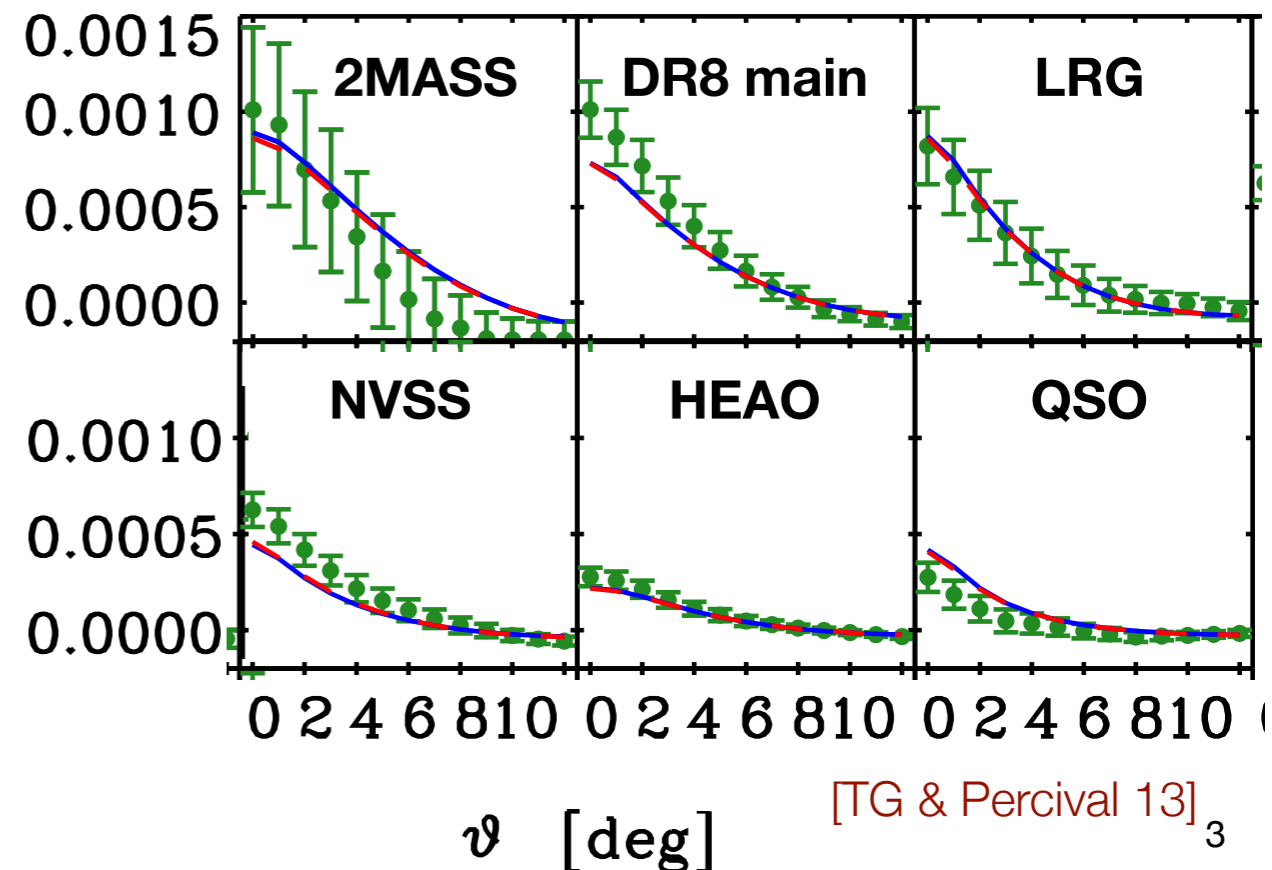 0.0015
2MASS DR8 main LRG
0.0010
0.0005
0.0000
NVSS HEAO QSO
0.0010
0.0005
0.0000
0 2 4 6 8 10 0 2 4 6 8 10 0 2 4 6 8 10
[TG & Percival 13]
ϑ [deg]
3